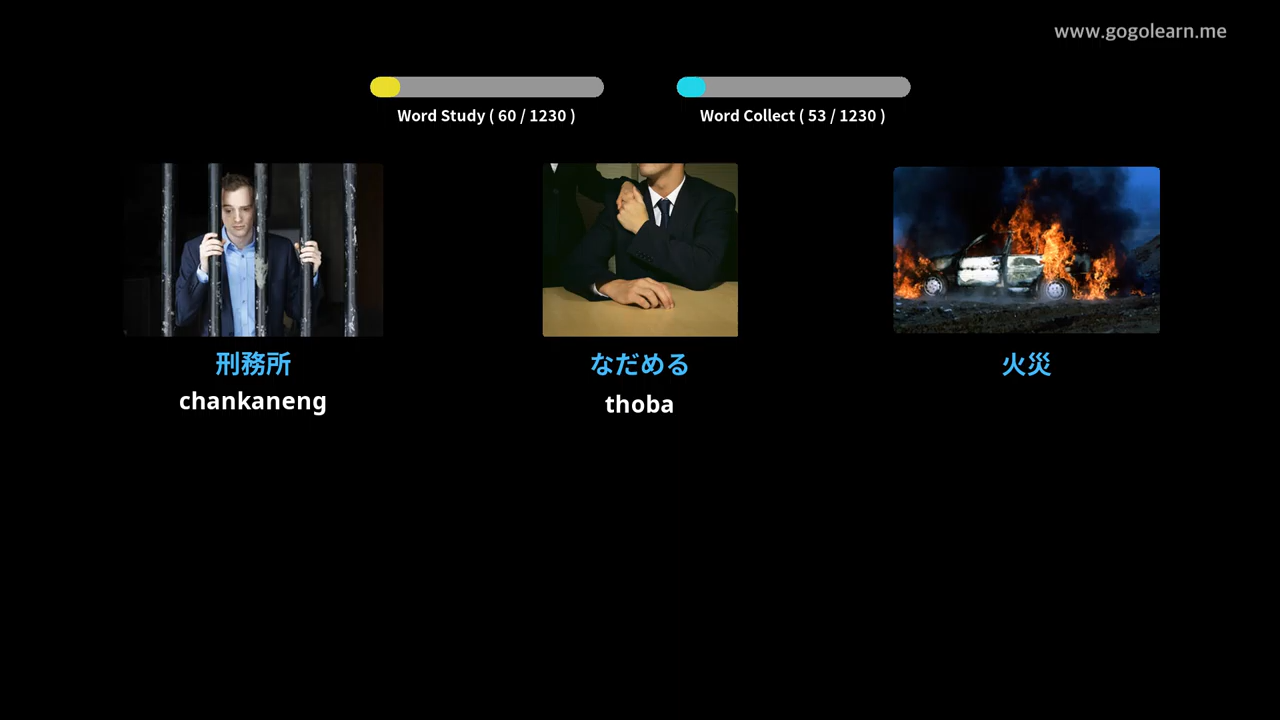 www.gogolearn.me
Word Study ( 60 / 1230 )
Word Collect ( 53 / 1230 )
刑務所
なだめる
火災
chankaneng
thoba